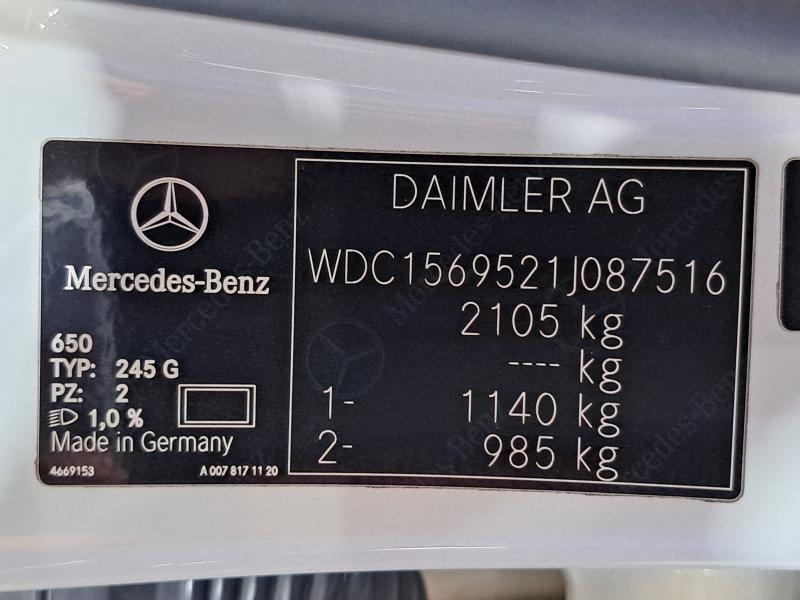 Mercedes-Benz
650
TYP: 245 G
PZ: 2
1,0 %
Made in Germany
4669153 A 007 817 11 20
DAIMLER AG
WDC1569521J087516
2105 kg
---- kg
1- 1140 kg
2- 985 kg